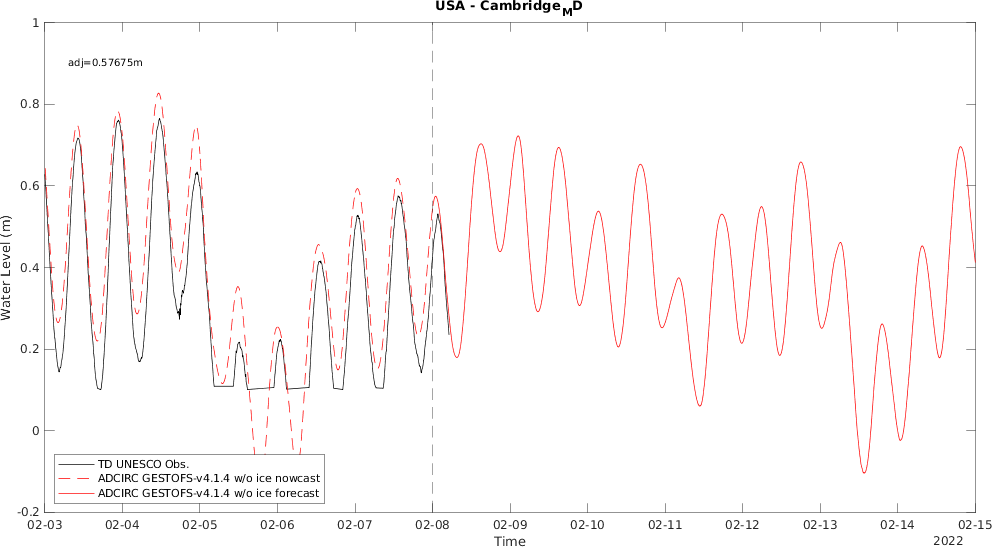 USA - Cambridge_MD
adj=0.57675m
1
0.8
0.6
0.4
0.2
0
-0.2
Water Level (m)
TD UNESCO Obs.
ADCIRC GESTOFS-v4.1.4 w/o ice nowcast
ADCIRC GESTOFS-v4.1.4 w/o ice forecast
02-03 02-04 02-05 02-06 02-07 02-08 02-09 02-10 02-11 02-12 02-13 02-14 02-15
Time
2022